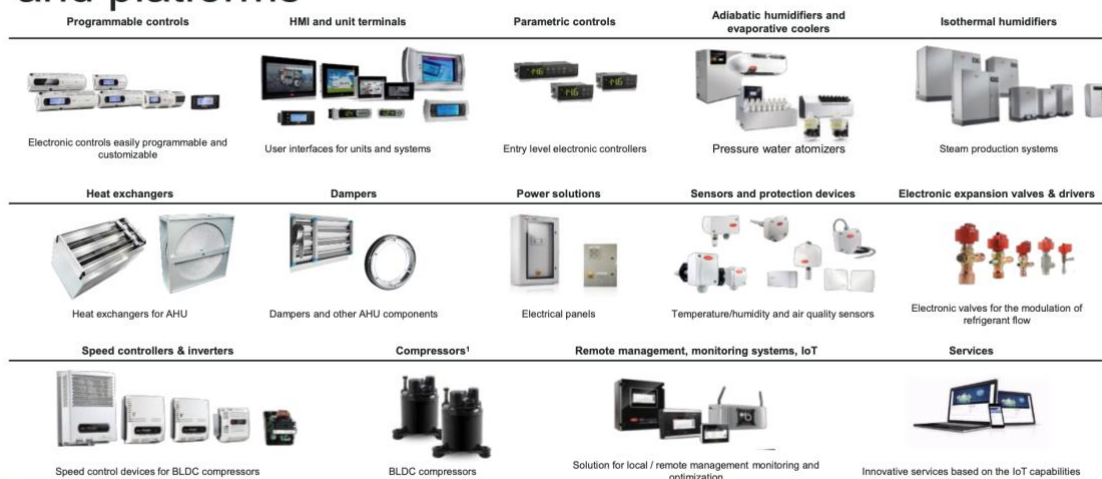 and platforms
Programmable controls
HMI and unit terminals
Parametric controls
Adiabatic humidifiers and
evaporative coolers
Isothermal humidifiers
Electronic controls easily programmable and
customizable
User interfaces for units and systems
Entry level electronic controllers
Pressure water atomizers
Steam production systems
Heat exchangers
Dampers
Power solutions
Sensors and protection devices
Electronic expansion valves & drivers
Heat exchangers for AHU
Dampers and other AHU components
Electrical panels
Temperature/humidity and air quality sensors
Electronic valves for the modulation of
refrigerant flow
Speed controllers & inverters
Compressors¹
Remote management, monitoring systems, IoT
Services
Speed control devices for BLDC compressors
BLDC compressors
Solution for local / remote management monitoring and
optimization
Innovative services based on the IoT capabilities